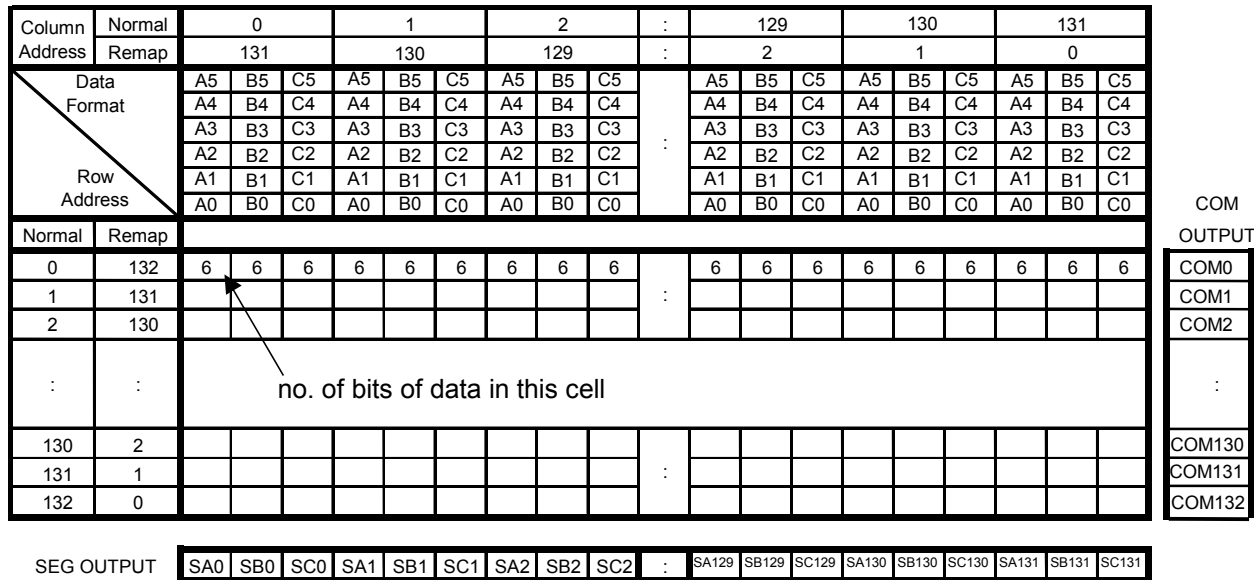 Column Normal 0 1 2 : 129 130 131
Address Remap 131 130 129 : 2 1 0
Data A5 B5 C5 A5 B5 C5 A5 B5 C5 A5 B5 C5 A5 B5 C5 A5 B5 C5
Format A4 B4 C4 A4 B4 C4 A4 B4 C4 A4 B4 C4 A4 B4 C4 A4 B4 C4
A3 B3 C3 A3 B3 C3 A3 B3 C3 A3 B3 C3 A3 B3 C3 A3 B3 C3
A2 B2 C2 A2 B2 C2 A2 B2 C2 : A2 B2 C2 A2 B2 C2 A2 B2 C2
Row A1 B1 C1 A1 B1 C1 A1 B1 C1 A1 B1 C1 A1 B1 C1 A1 B1 C1
Address A0 B0 C0 A0 B0 C0 A0 B0 C0 A0 B0 C0 A0 B0 C0 A0 B0 C0 COM
Normal Remap OUTPUT
0 132 6 6 6 6 6 6 6 6 6 6 6 6 6 6 6 6 6 6 COM0
1 131 : COM1
2 130 COM2
: : no. of bits of data in this cell :
130 2 COM130
131 1 : COM131
132 0 COM132
SEG OUTPUT SA0 SB0 SC0 SA1 SB1 SC1 SA2 SB2 SC2 : SA129 SB129 SC129 SA130 SB130 SC130 SA131 SB131 SC131